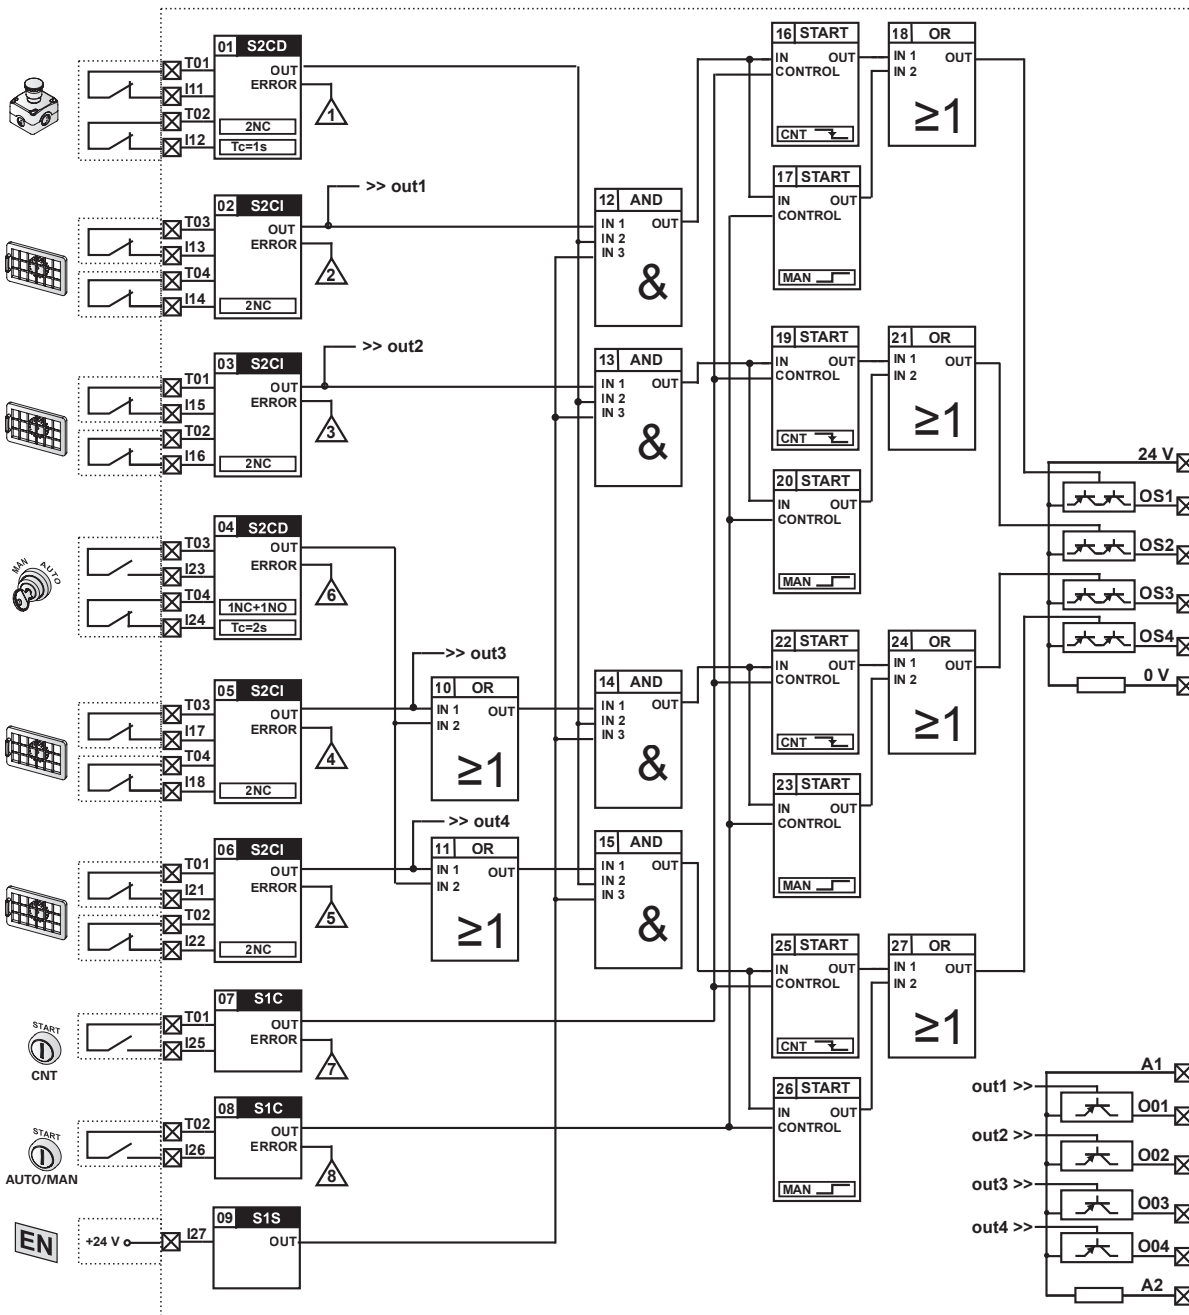 01 S2CD
T01
OUT
I11
ERROR
1
T02
2NC
I12
Tc=1s
02 S2CI
>> out1
T03
OUT
I13
ERROR
2
T04
I14
2NC
03 S2CI
>> out2
T01
OUT
I15
ERROR
3
T02
I16
2NC
MAN
AUTO
04 S2CD
T03
OUT
I23
ERROR
6
T04
1NC+1NO
I24
Tc=2s
05 S2CI
>> out3
T03
OUT
I17
ERROR
4
T04
I18
2NC
06 S2CI
>> out4
T01
OUT
I21
ERROR
5
T02
I22
2NC
START
CNT
07 S1C
T01
OUT
I25
ERROR
7
START
AUTO/MAN
08 S1C
T02
OUT
I26
ERROR
8
EN
+24 V
I27
09 S1S
OUT
10 OR
IN 1 OUT
IN 2
≥1
11 OR
IN 1 OUT
IN 2
≥1
12 AND
IN 1 OUT
IN 2
IN 3
&
13 AND
IN 1 OUT
IN 2
IN 3
&
14 AND
IN 1 OUT
IN 2
IN 3
&
15 AND
IN 1 OUT
IN 2
IN 3
&
16 START
IN OUT
CONTROL
CNT
17 START
IN OUT
CONTROL
MAN
18 OR
IN 1 OUT
IN 2
≥1
19 START
IN OUT
CONTROL
CNT
20 START
IN OUT
CONTROL
MAN
21 OR
IN 1 OUT
IN 2
≥1
22 START
IN OUT
CONTROL
CNT
23 START
IN OUT
CONTROL
MAN
24 OR
IN 1 OUT
IN 2
≥1
25 START
IN OUT
CONTROL
CNT
26 START
IN OUT
CONTROL
MAN
27 OR
IN 1 OUT
IN 2
≥1
24 V
OS1
OS2
OS3
OS4
0 V
A1
out1 >>
O01
out2 >>
O02
out3 >>
O03
out4 >>
O04
A2